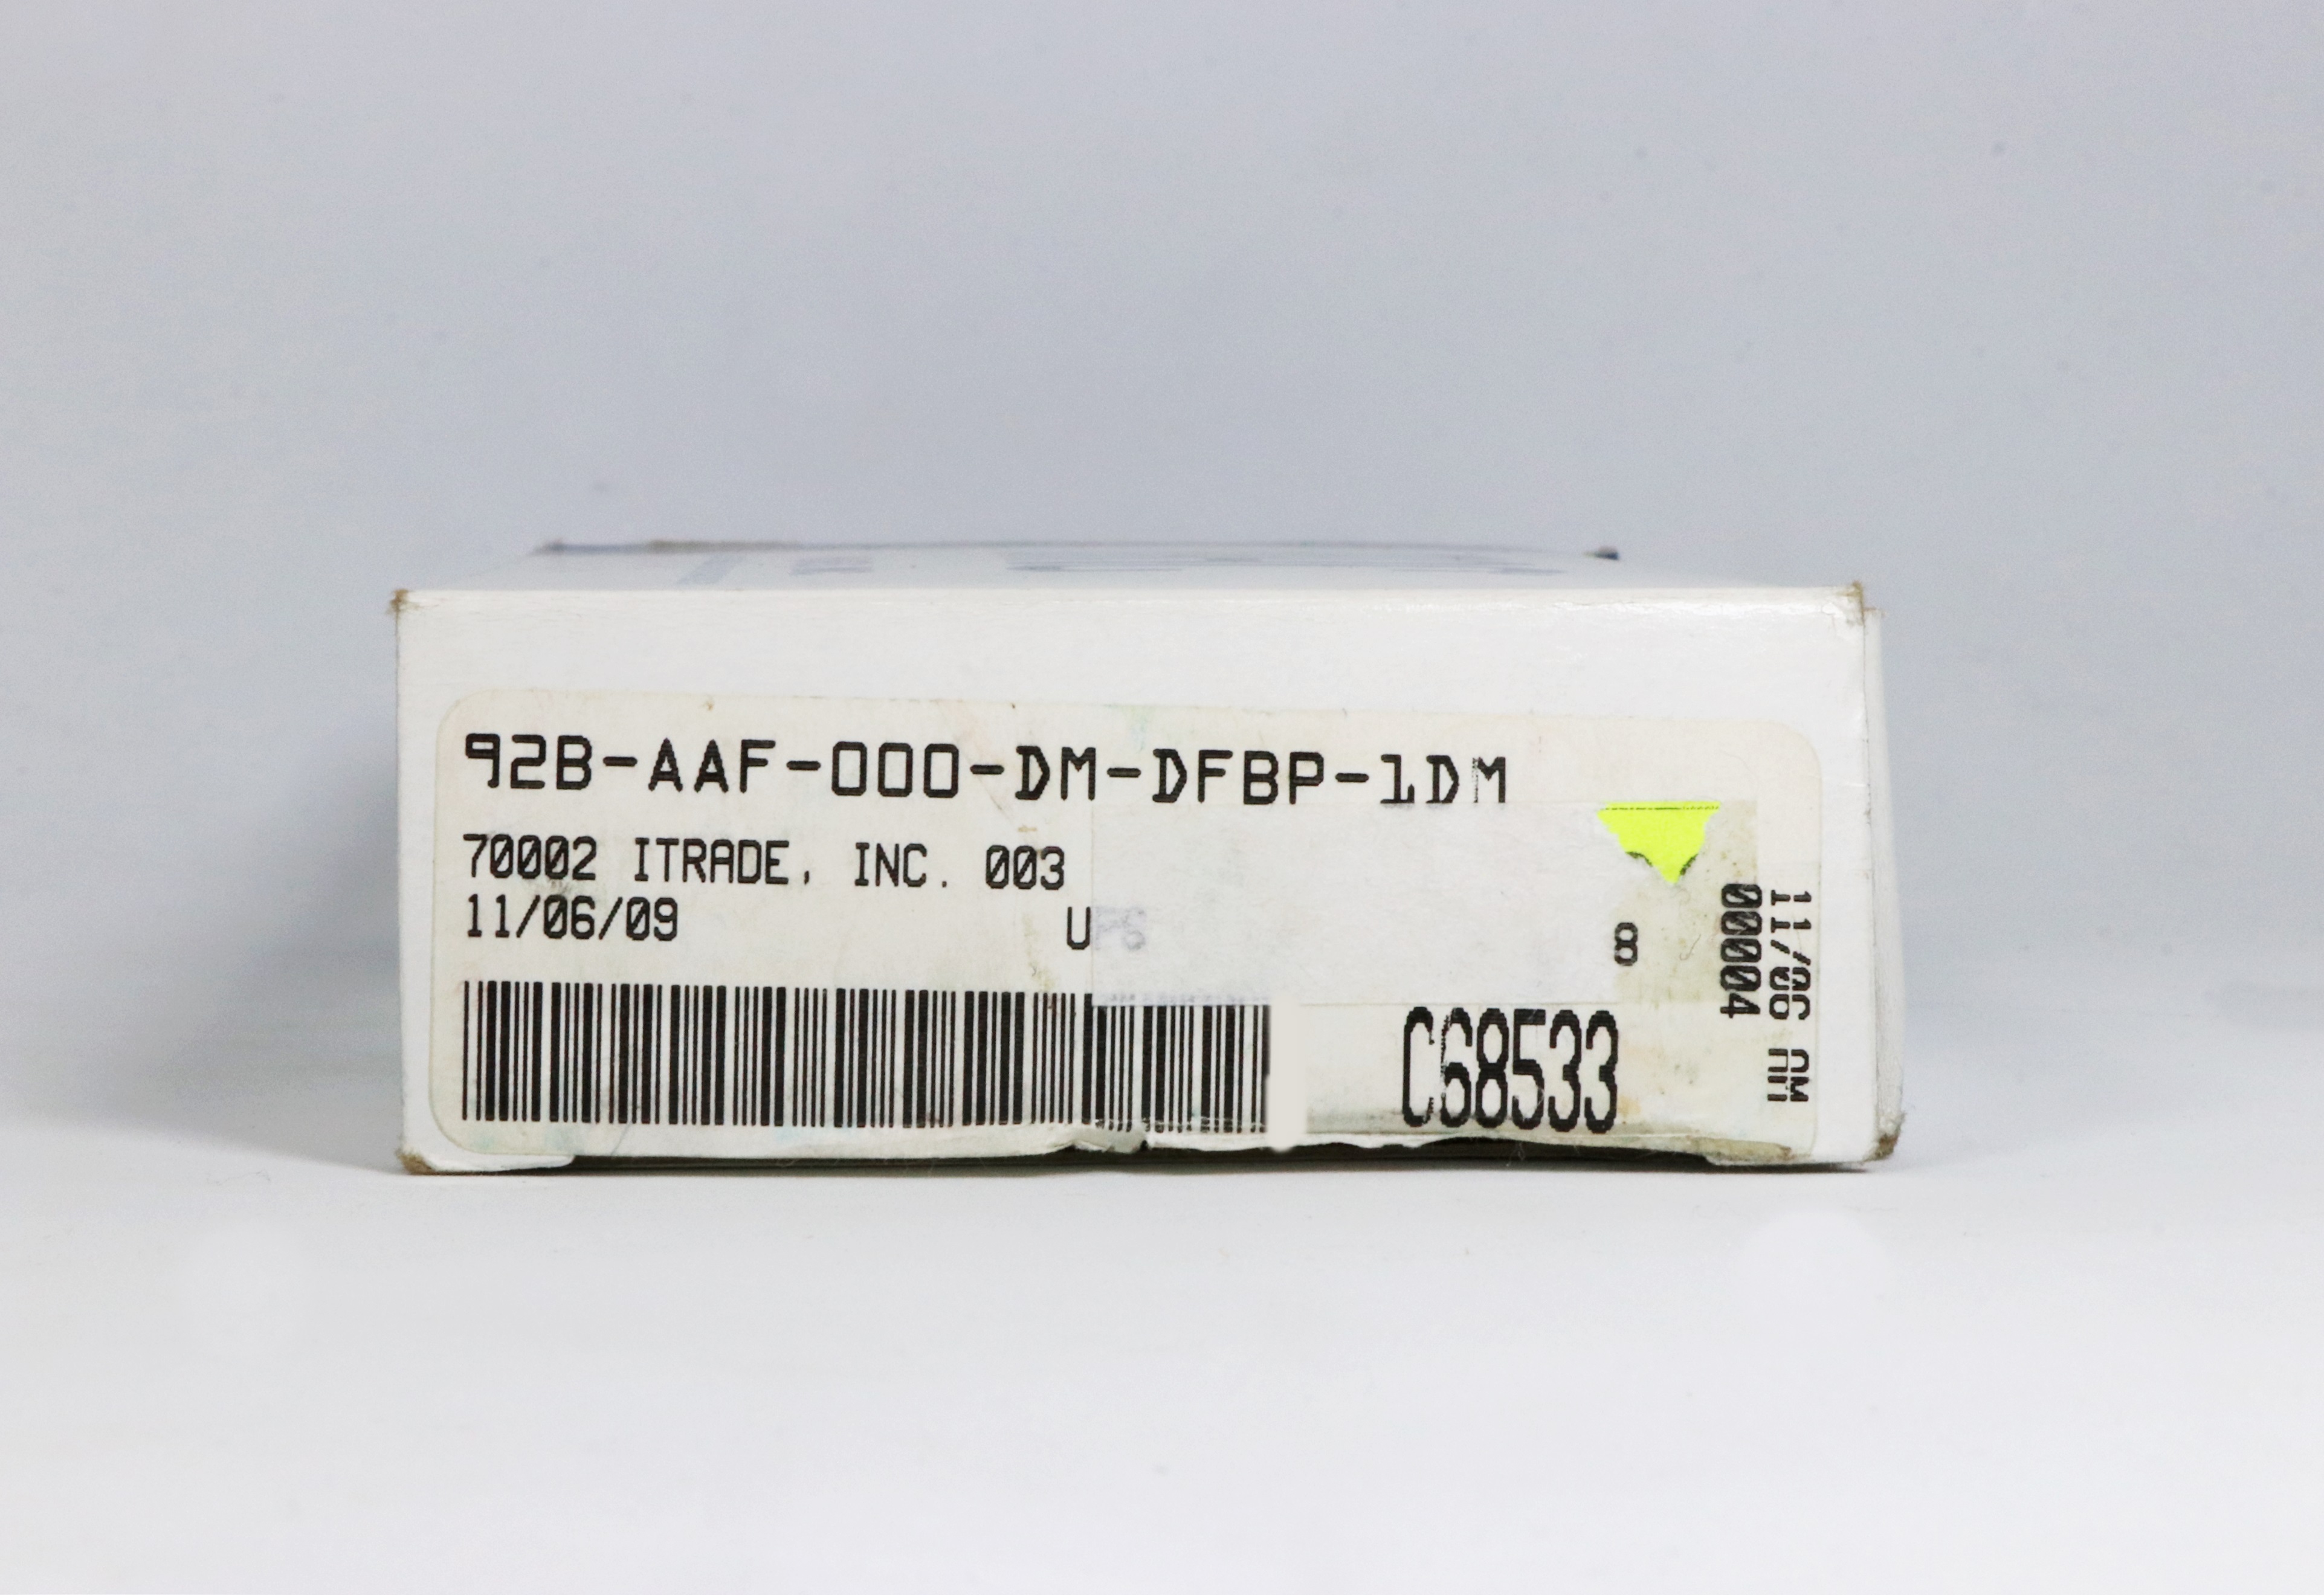 92B-AAF-000-DM-DFBP-1DM
70002 ITRADE, INC. 003
11/06/09 U 8
C68533
11/06 AM
00004